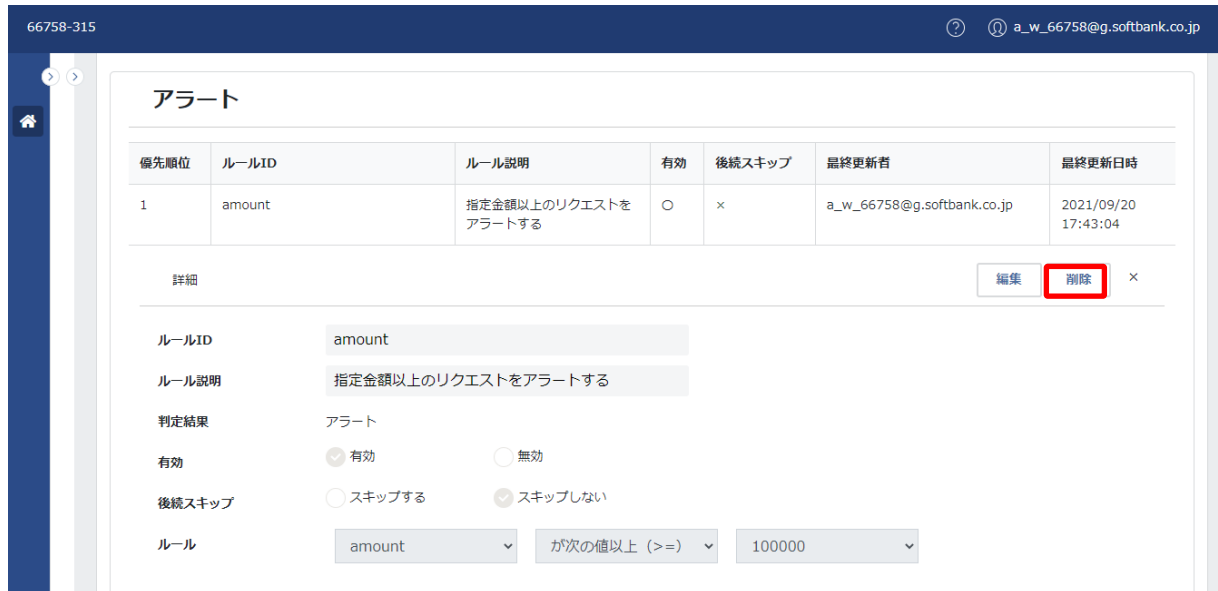 66758-315
a_w_66758@g.softbank.co.jp
アラート
優先順位 ルールID ルール説明 有効 後続スキップ 最終更新者 最終更新日時
1 amount 指定金額以上のリクエストを ○ × a_w_66758@g.softbank.co.jp 2021/09/20
アラートする 17:43:04
詳細 編集 削除 ×
ルールID amount
ルール説明 指定金額以上のリクエストをアラートする
判定結果 アラート
有効 有効 無効
後続スキップ スキップする スキップしない
ルール amount が次の値以上（>=） 100000